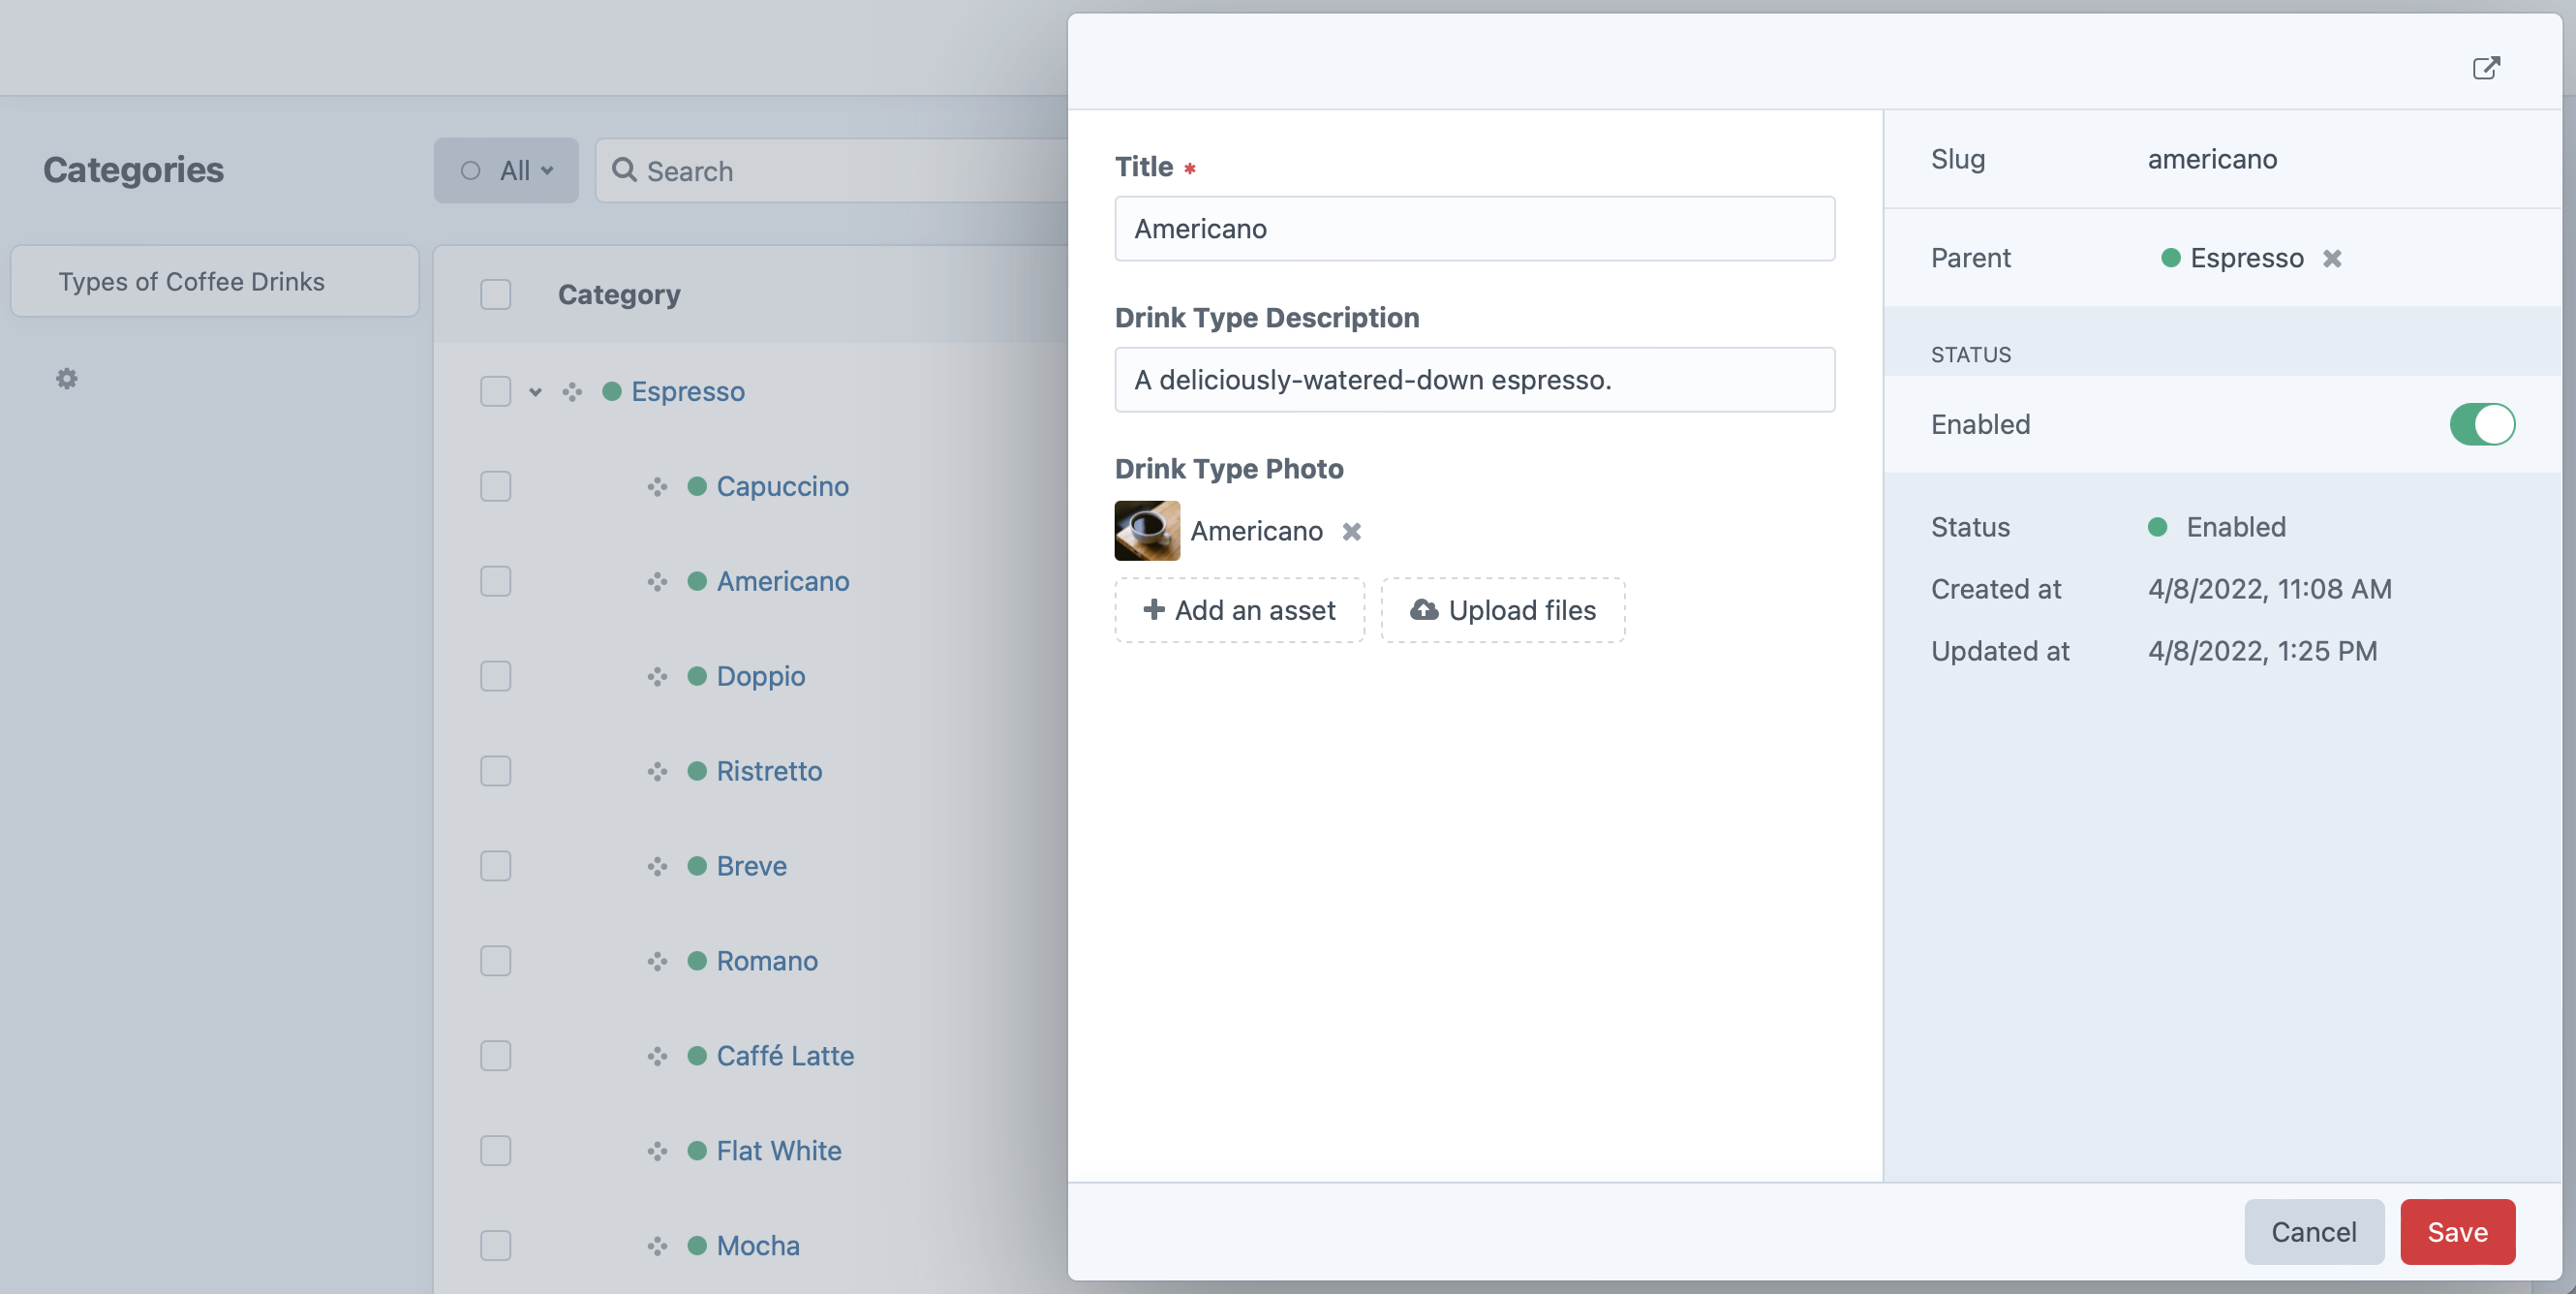 Categories
All
Search
Types of Coffee Drinks
Category
Espresso
Capuccino
Americano
Doppio
Ristretto
Breve
Romano
Caffé Latte
Flat White
Mocha
Title *
Americano
Drink Type Description
A deliciously-watered-down espresso.
Drink Type Photo
Americano
Add an asset
Upload files
Slug americano
Parent Espresso
STATUS
Enabled
Status Enabled
Created at 4/8/2022, 11:08 AM
Updated at 4/8/2022, 1:25 PM
Cancel Save